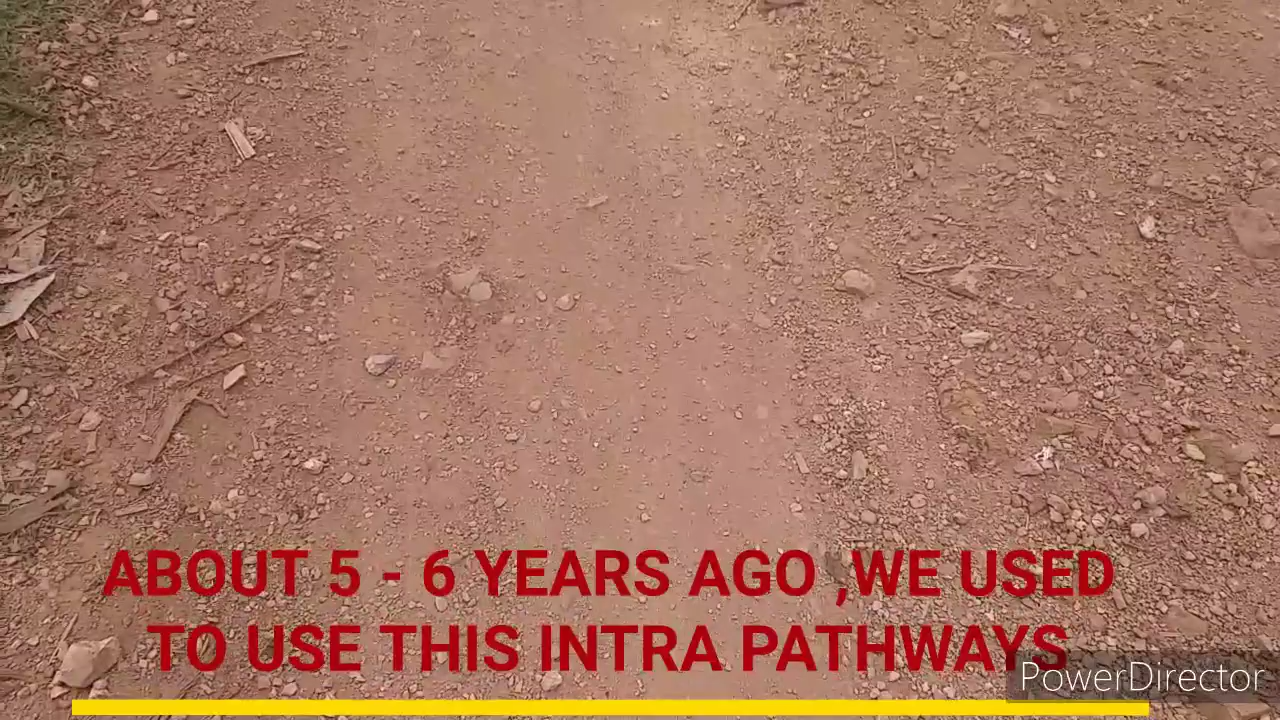 ABOUT 5 - 6 YEARS AGO ,WE USED
TO USE THIS INTRA PATHWAYS
PowerDirector